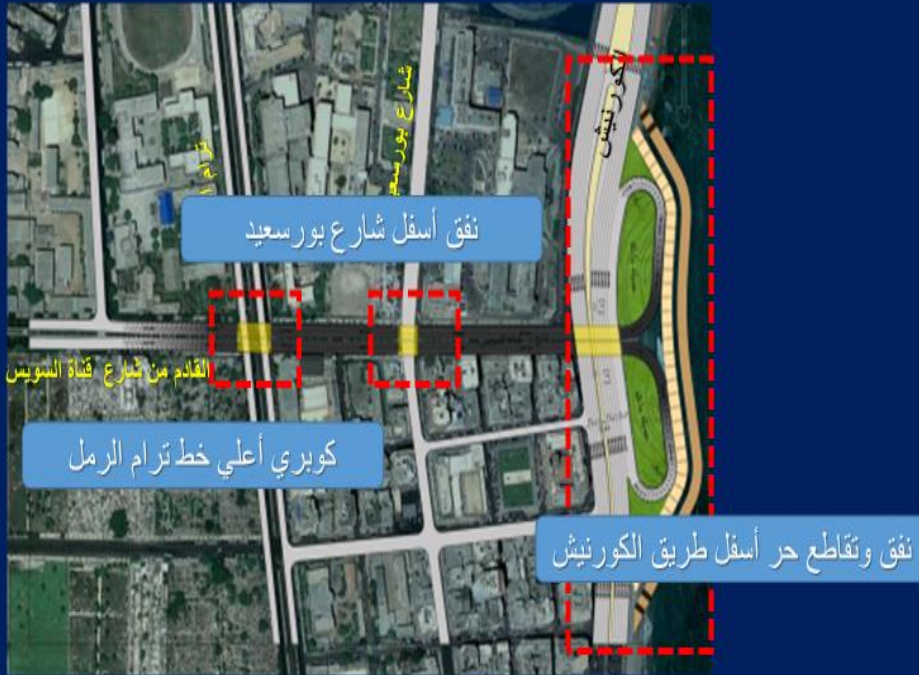 الكورنيش
شارع بورسعيد
ترام ا
نفق أسفل شارع بورسعيد
القادم من شارع قناة السويس
كوبري أعلي خط ترام الرمل
نفق وتقاطع حر أسفل طريق الكورنيش